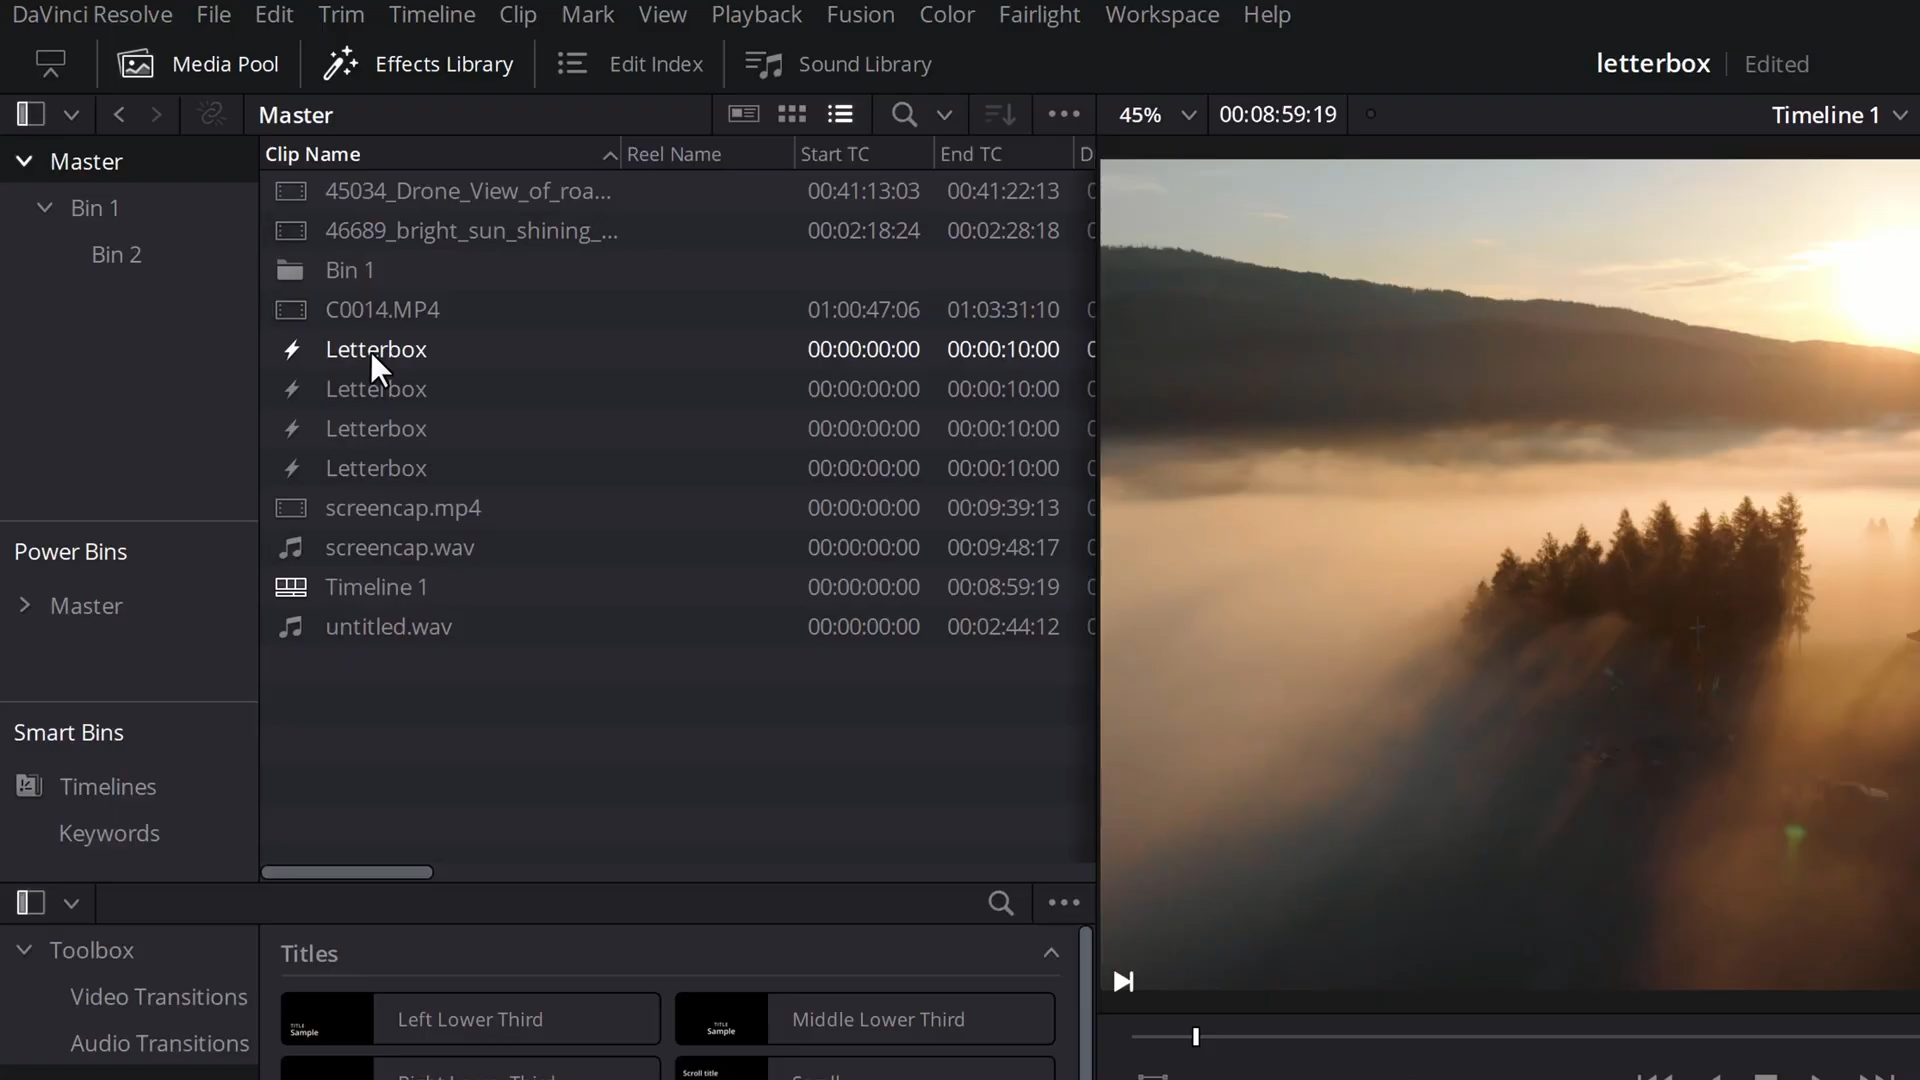 DaVinci Resolve File Edit Trim Timeline Clip Mark View Playback Fusion Color Fairlight Workspace Help
Media Pool Effects Library Edit Index Sound Library letterbox Edited
Master 45% 00:08:59:19 Timeline 1
Master
Bin 1
Bin 2
Power Bins
Master
Smart Bins
Timelines
Keywords
Clip Name Reel Name Start TC End TC D
45034_Drone_View_of_roa... 00:41:13:03 00:41:22:13
46689_bright_sun_shining_... 00:02:18:24 00:02:28:18
Bin 1
C0014.MP4 01:00:47:06 01:03:31:10
Letterbox 00:00:00:00 00:00:10:00
Letterbox 00:00:00:00 00:00:10:00
Letterbox 00:00:00:00 00:00:10:00
Letterbox 00:00:00:00 00:00:10:00
screencap.mp4 00:00:00:00 00:09:39:13
screencap.wav 00:00:00:00 00:09:48:17
Timeline 1 00:00:00:00 00:08:59:19
untitled.wav 00:00:00:00 00:02:44:12
Toolbox
Video Transitions
Audio Transitions
Titles
TITLE
Sample
Left Lower Third
TITLE
Sample
Middle Lower Third
Scroll title